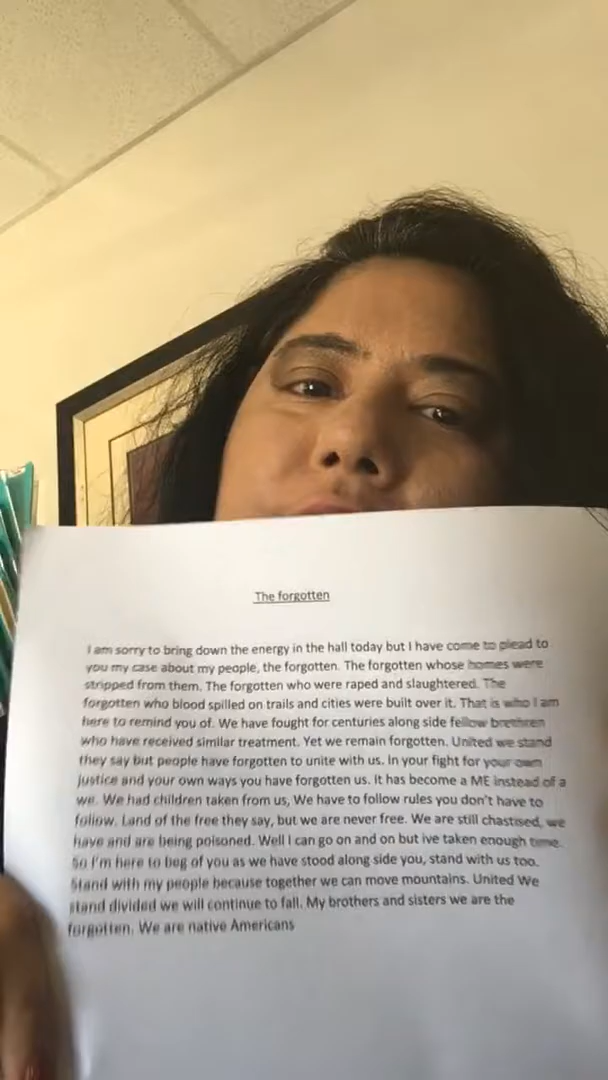 The forgotten
I am sorry to bring down the energy in the hall today but I have come to plead to
you my case about my people, the forgotten. The forgotten whose homes were
stripped from them. The forgotten who were raped and slaughtered. The
forgotten who blood spilled on trails and cities were built over it. That is who I am
here to remind you of. We have fought for centuries along side fellow brethren
who have received similar treatment. Yet we remain forgotten. United we stand
they say but people have forgotten to unite with us. In your fight for your own
justice and your own ways you have forgotten us. It has become a ME instead of a
we. We had children taken from us, We have to follow rules you don't have to
follow. Land of the free they say, but we are never free. We are still chastised, we
have and are being poisoned. Well I can go on and on but ive taken enough time.
So I'm here to beg of you as we have stood along side you, stand with us too.
Stand with my people because together we can move mountains. United We
stand divided we will continue to fall. My brothers and sisters we are the
forgotten. We are native Americans